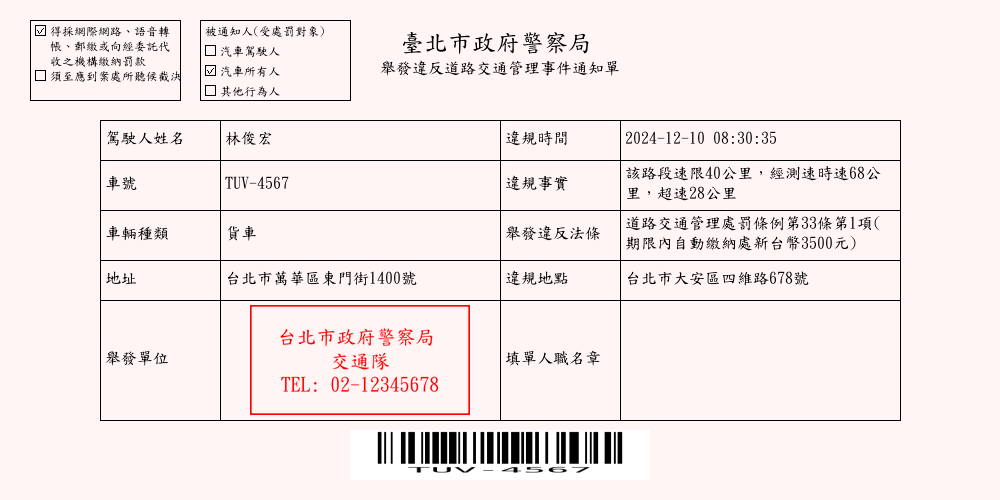 得採網際網路、語音轉
帳、郵繳或向經委託代
收之機構繳納罰款
須至應到案處所聽候裁決
被通知人(受處罰對象)
汽車駕駛人
汽車所有人
其他行為人
臺北市政府警察局
舉發違反道路交通管理事件通知單
駕駛人姓名
林俊宏
違規時間
2024-12-10 08:30:35
車號
TUV-4567
違規事實
該路段速限40公里，經測速時速68公
里，超速28公里
車輛種類
貨車
舉發違反法條
道路交通管理處罰條例第33條第1項(
期限內自動繳納處新台幣3500元)
地址
台北市萬華區東門街1400號
違規地點
台北市大安區四維路678號
舉發單位
台北市政府警察局
交通隊
TEL: 02-12345678
填單人職名章
TUV-4567